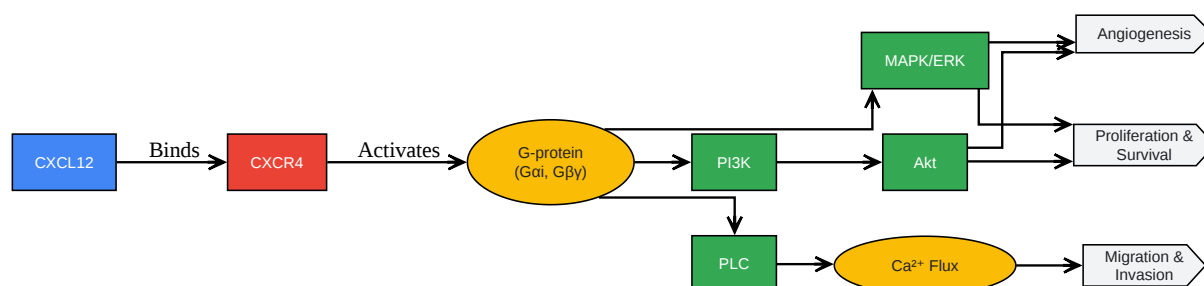 Angiogenesis
MAPK/ERK
CXCL12
Binds
CXCR4
Activates
G-protein
(Gαi, Gβγ)
PI3K
Akt
Proliferation &
Survival
PLC
Ca²⁺ Flux
Migration &
Invasion